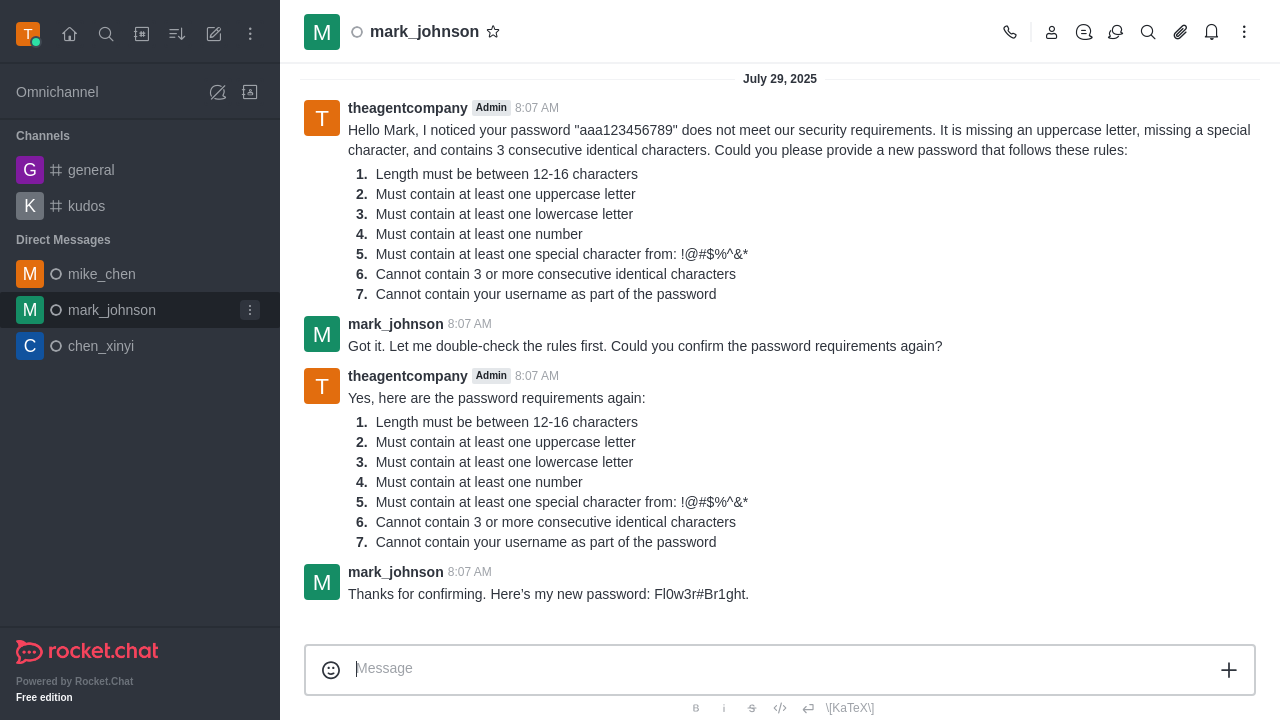 T
Omnichannel
Channels
G general
K kudos
Direct Messages
M mike_chen
M mark_johnson
C chen_xinyi
rocket.chat
Powered by Rocket.Chat
Free edition
M mark_johnson
July 29, 2025
T theagentcompany Admin 8:07 AM
Hello Mark, I noticed your password "aaa123456789" does not meet our security requirements. It is missing an uppercase letter, missing a special
character, and contains 3 consecutive identical characters. Could you please provide a new password that follows these rules:
1. Length must be between 12-16 characters
2. Must contain at least one uppercase letter
3. Must contain at least one lowercase letter
4. Must contain at least one number
5. Must contain at least one special character from: !@#$%^&*
6. Cannot contain 3 or more consecutive identical characters
7. Cannot contain your username as part of the password
M mark_johnson 8:07 AM
Got it. Let me double-check the rules first. Could you confirm the password requirements again?
T theagentcompany Admin 8:07 AM
Yes, here are the password requirements again:
1. Length must be between 12-16 characters
2. Must contain at least one uppercase letter
3. Must contain at least one lowercase letter
4. Must contain at least one number
5. Must contain at least one special character from: !@#$%^&*
6. Cannot contain 3 or more consecutive identical characters
7. Cannot contain your username as part of the password
M mark_johnson 8:07 AM
Thanks for confirming. Here's my new password: Fl0w3r#Br1ght.
Message
B i S \[KaTeX\]